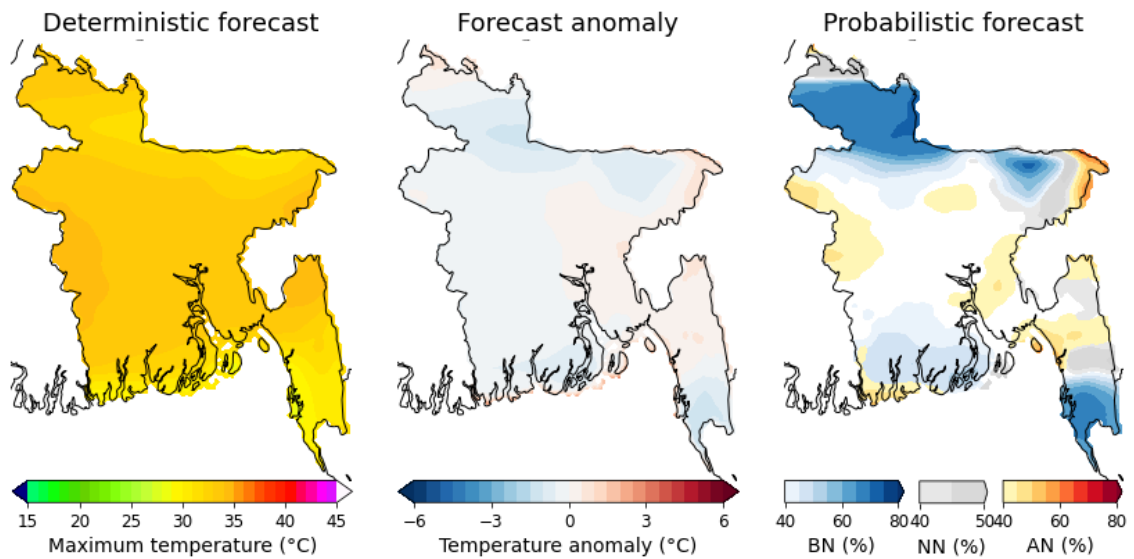 Deterministic forecast Forecast anomaly Probabilistic forecast
15 20 25 30 35 40 45 −6 −3 0 3 6 40 60 80 40 50 40 60 80
Maximum temperature (°C) Temperature anomaly (°C) BN (%) NN (%) AN (%)